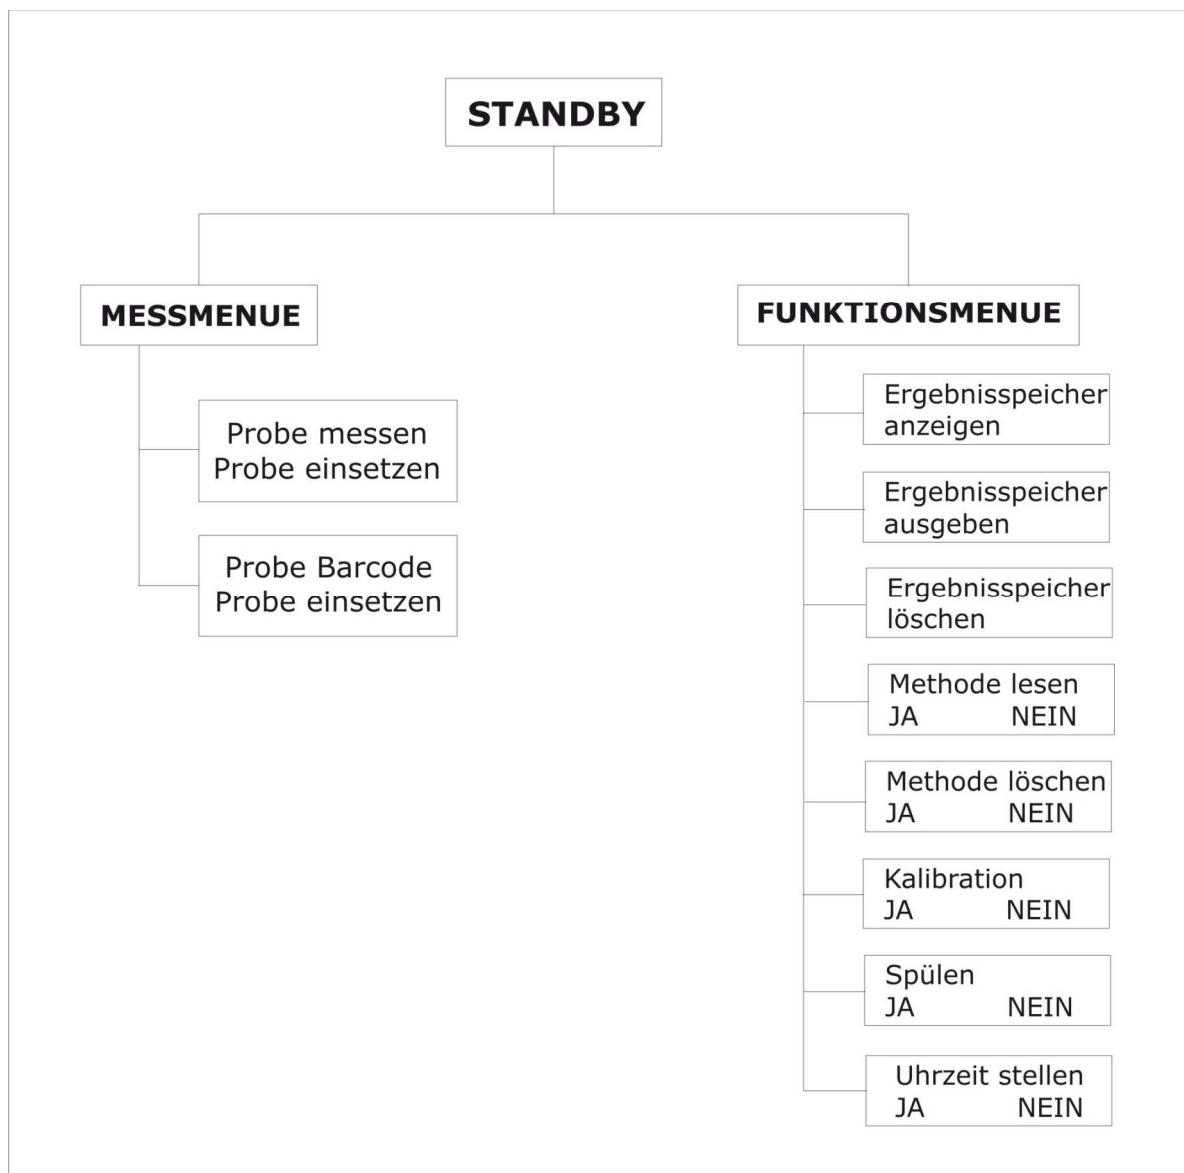 STANDBY
MESSMENUE
Probe messen
Probe einsetzen
Probe Barcode
Probe einsetzen
FUNKTIONSMENUE
Ergebnisspeicher
anzeigen
Ergebnisspeicher
ausgeben
Ergebnisspeicher
löschen
Methode lesen
JA NEIN
Methode löschen
JA NEIN
Kalibration
JA NEIN
Spülen
JA NEIN
Uhrzeit stellen
JA NEIN